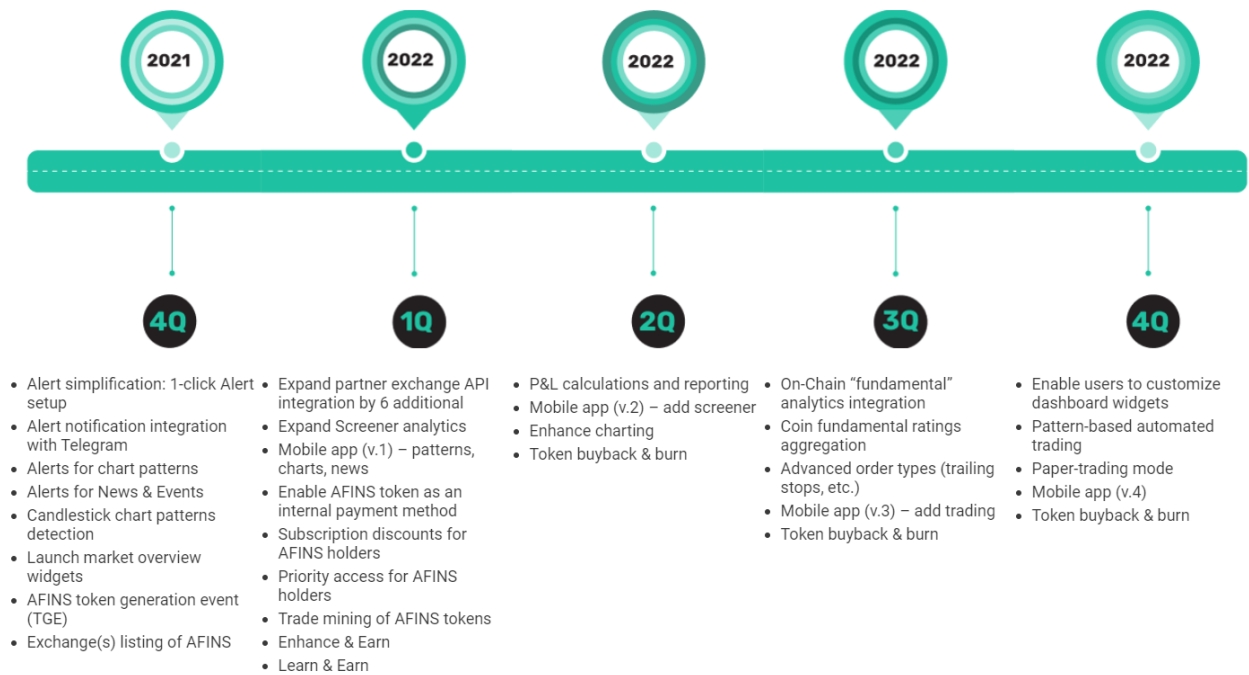 2021
2022
2022
2022
2022
4Q
1Q
2Q
3Q
4Q
Alert simplification: 1-click Alert
setup
Alert notification integration
with Telegram
Alerts for chart patterns
Alerts for News & Events
Candlestick chart patterns
detection
Launch market overview
widgets
AFINS token generation event
(TGE)
Exchange(s) listing of AFINS
Expand partner exchange API
integration by 6 additional
Expand Screener analytics
Mobile app (v.1) – patterns,
charts, news
Enable AFINS token as an
internal payment method
Subscription discounts for
AFINS holders
Priority access for AFINS
holders
Trade mining of AFINS tokens
Enhance & Earn
Learn & Earn
P&L calculations and reporting
Mobile app (v.2) – add screener
Enhance charting
Token buyback & burn
On-Chain “fundamental”
analytics integration
Coin fundamental ratings
aggregation
Advanced order types (trailing
stops, etc.)
Mobile app (v.3) – add trading
Token buyback & burn
Enable users to customize
dashboard widgets
Pattern-based automated
trading
Paper-trading mode
Mobile app (v.4)
Token buyback & burn